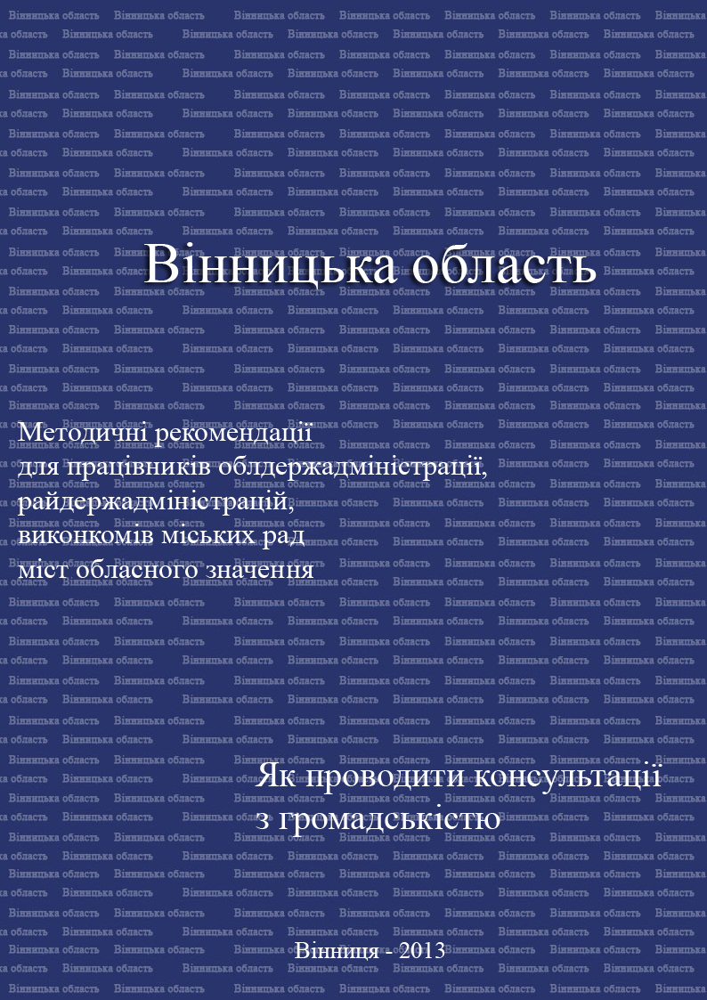 Вінницька область
Методичні рекомендації
для працівників облдержадміністрації,
райдержадміністрацій,
виконкомів міських рад
міст обласного значення
Як проводити консультації
з громадськістю
Вінниця - 2013